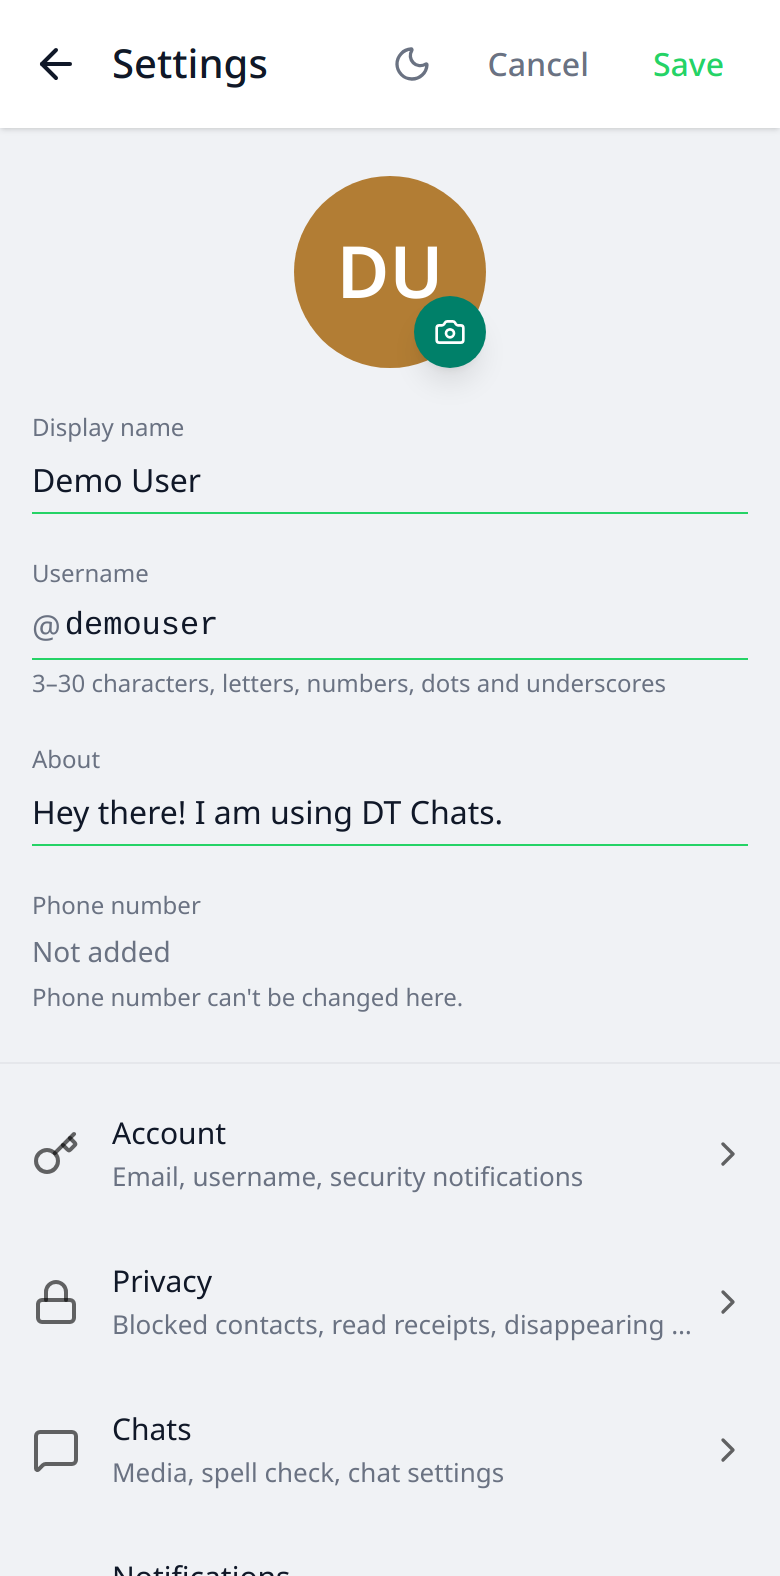 Settings
Cancel
Save
DU
Display name
Demo User
Username
@demouser
3–30 characters, letters, numbers, dots and underscores
About
Hey there! I am using DT Chats.
Phone number
Not added
Phone number can't be changed here.
Account
Email, username, security notifications
Privacy
Blocked contacts, read receipts, disappearing ...
Chats
Media, spell check, chat settings
Notifications